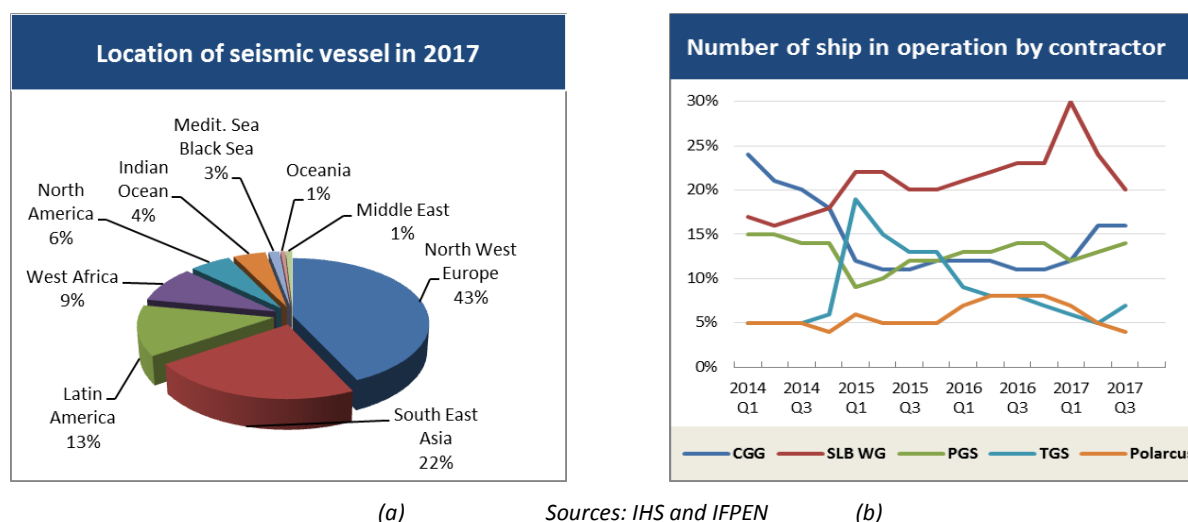 Location of seismic vessel in 2017
Medit. Sea
Black Sea
3%
Oceania
1%
Indian
Ocean
4%
Middle East
1%
North
America
6%
North West
Europe
43%
West Africa
9%
Latin
America
13%
South East
Asia
22%
Number of ship in operation by contractor
30%
25%
20%
15%
10%
5%
0%
2014 2014 2015 2015 2016 2016 2017 2017
Q1 Q3 Q1 Q3 Q1 Q3 Q1 Q3
CGG SLB WG PGS TGS Polarcus
(a) Sources: IHS and IFPEN (b)